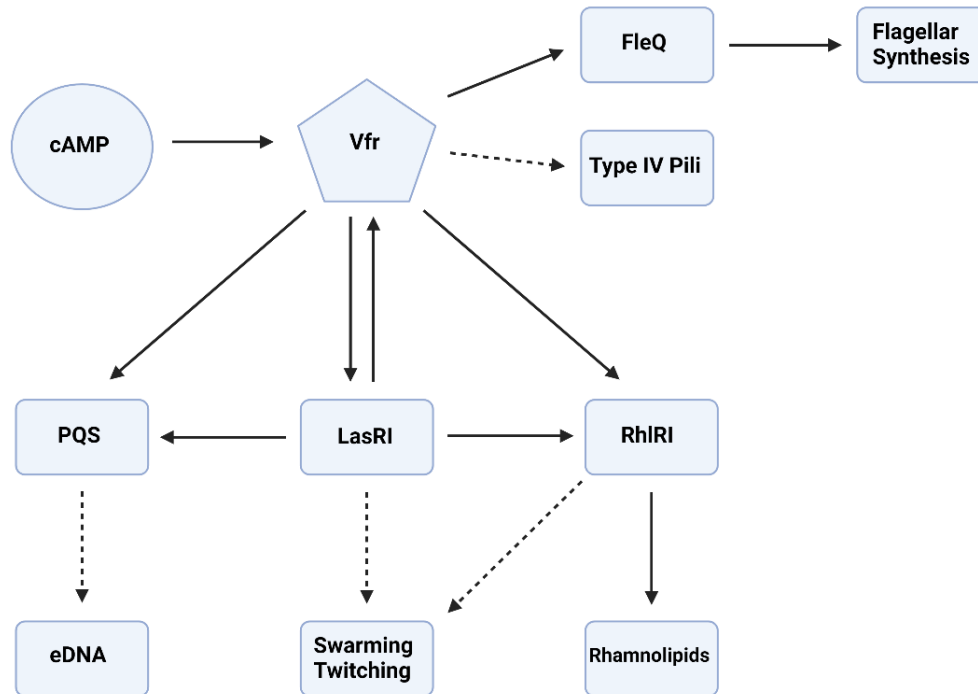 FleQ
Flagellar
Synthesis
cAMP
Vfr
Type IV Pili
PQS
LasRI
RhlRI
eDNA
Swarming
Twitching
Rhamnolipids